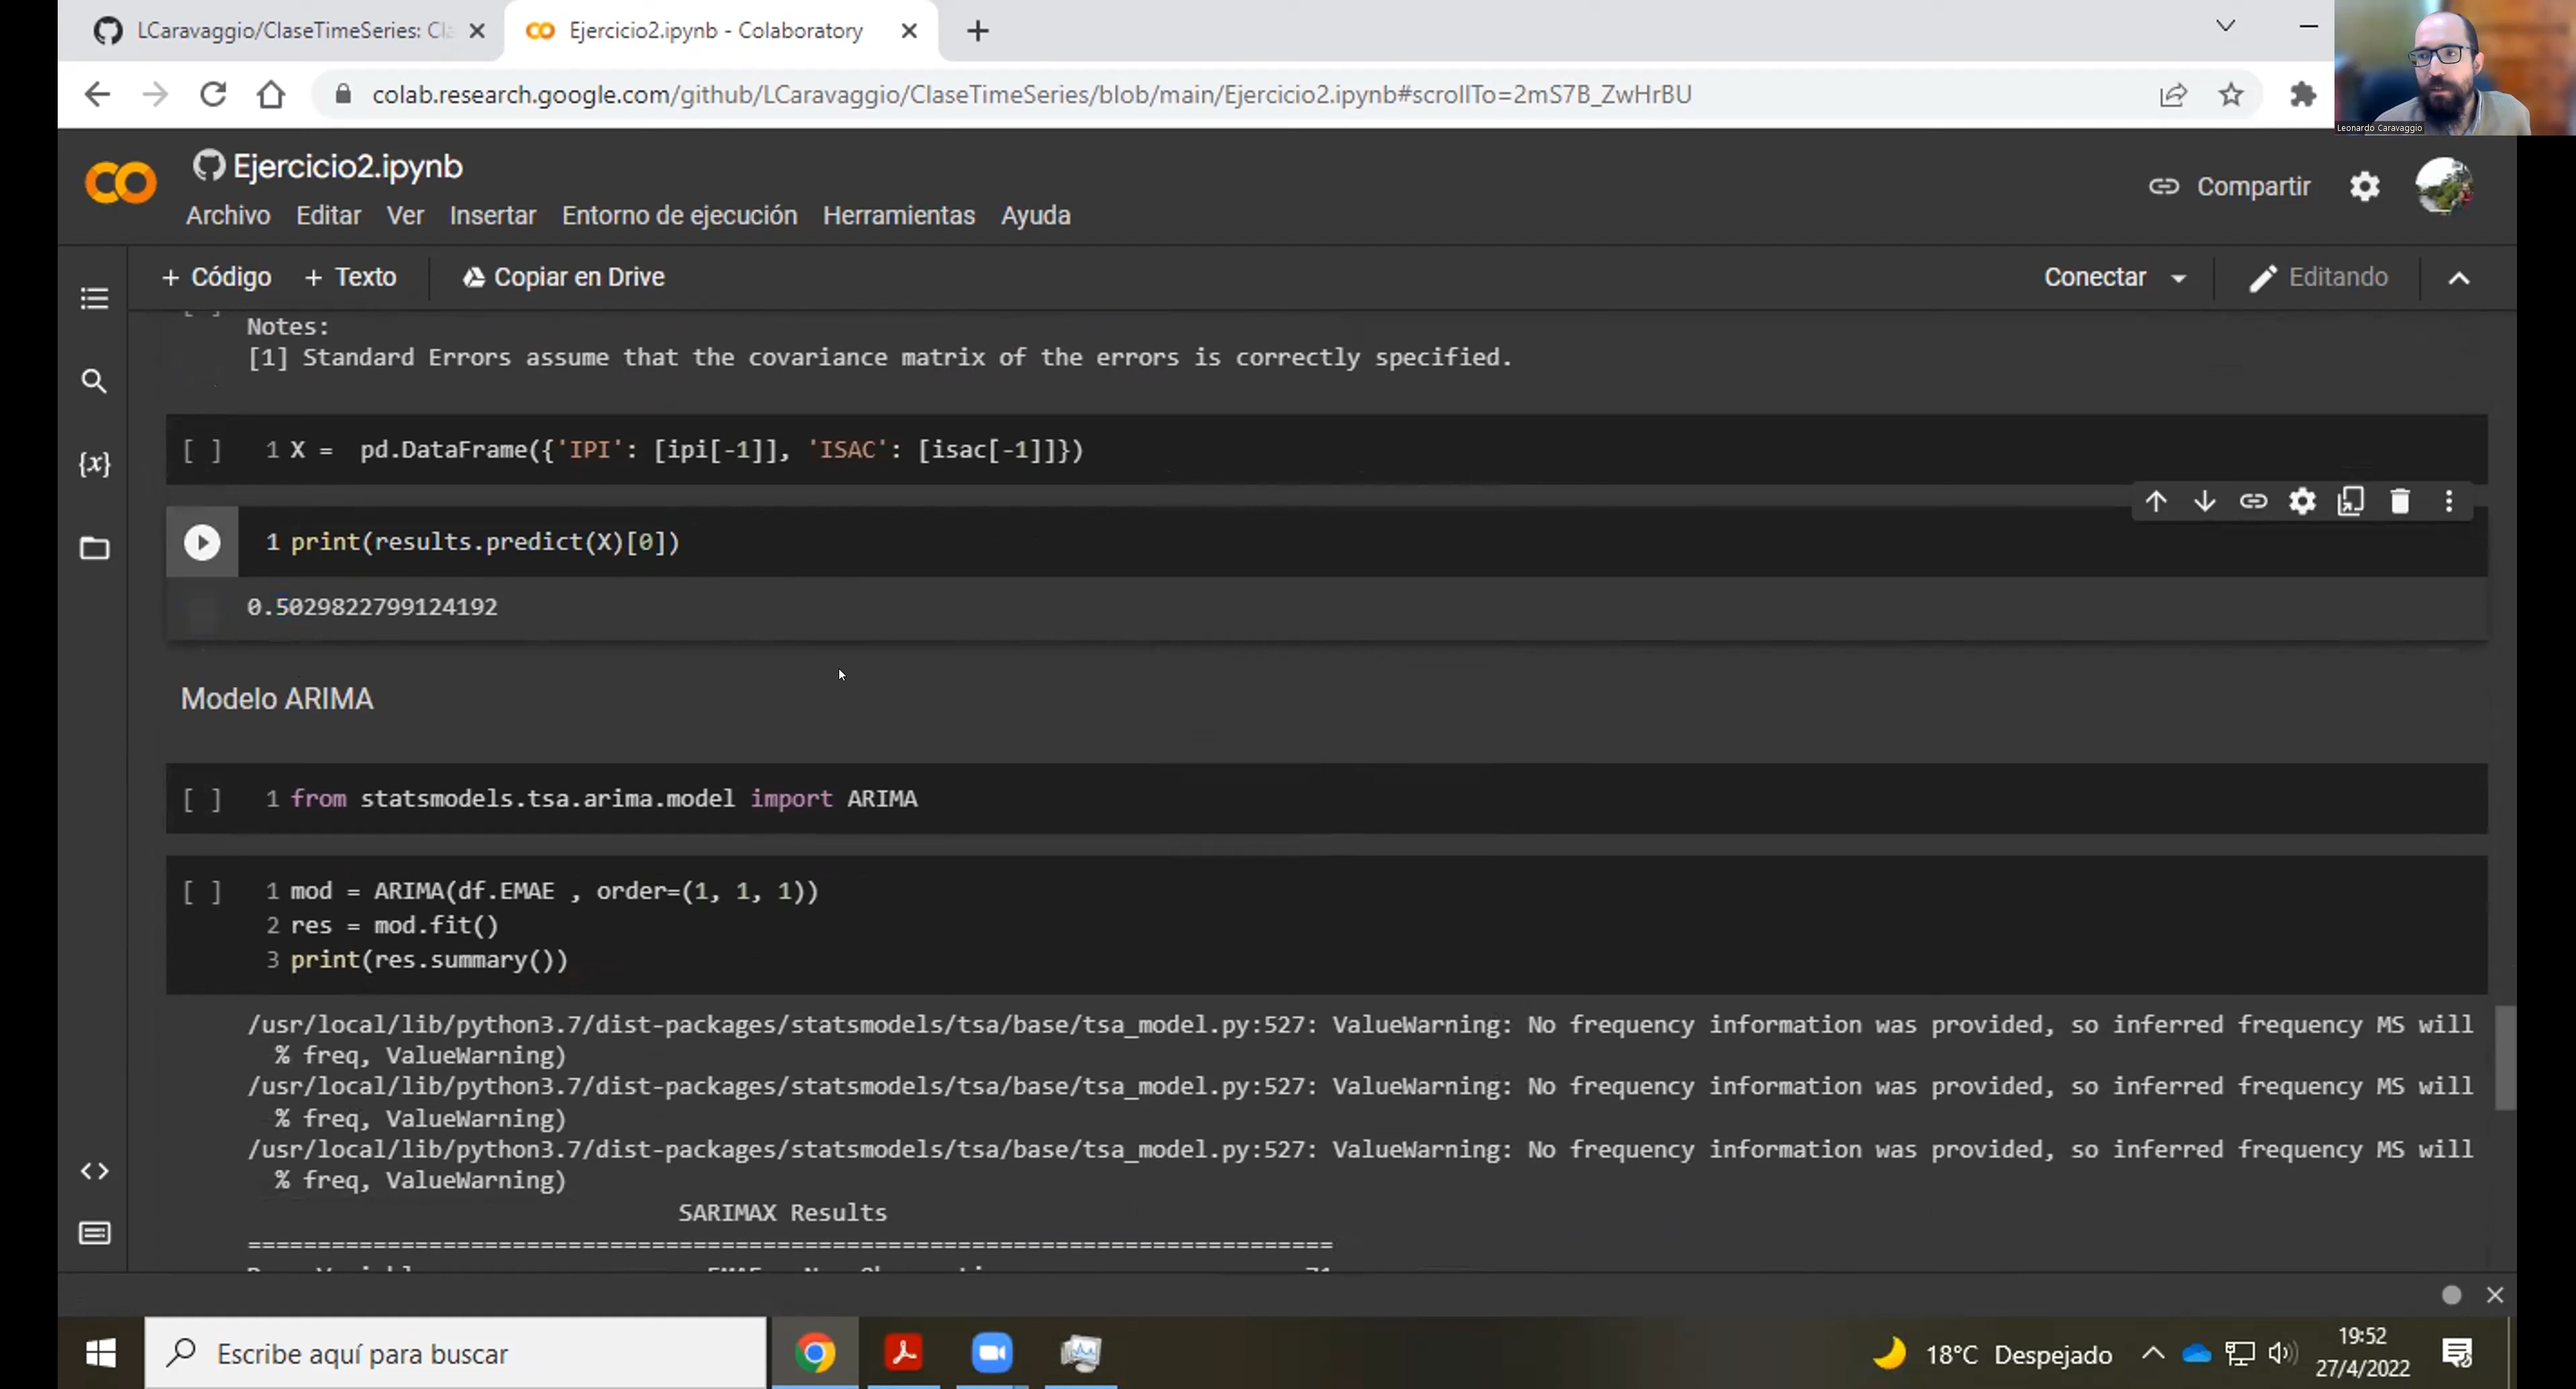 LCaravaggio/ClaseTimeSeries: Cla
Ejercicio2.ipynb - Colaboratory
colab.research.google.com/github/LCaravaggio/ClaseTimeSeries/blob/main/Ejercicio2.ipynb#scrollTo=2mS7B_ZwHrBU
Leonardo Caravaggio
Ejercicio2.ipynb
Compartir
Archivo Editar Ver Insertar Entorno de ejecución Herramientas Ayuda
+ Código + Texto Copiar en Drive Conectar Editando
Notes:
[1] Standard Errors assume that the covariance matrix of the errors is correctly specified.
[ ] 1 X = pd.DataFrame({'IPI': [ipi[-1]], 'ISAC': [isac[-1]]})
1 print(results.predict(X)[0])
0.5029822799124192
Modelo ARIMA
[ ] 1 from statsmodels.tsa.arima.model import ARIMA
[ ] 1 mod = ARIMA(df.EMAE , order=(1, 1, 1))
2 res = mod.fit()
3 print(res.summary())
/usr/local/lib/python3.7/dist-packages/statsmodels/tsa/base/tsa_model.py:527: ValueWarning: No frequency information was provided, so inferred frequency MS will
% freq, ValueWarning)
/usr/local/lib/python3.7/dist-packages/statsmodels/tsa/base/tsa_model.py:527: ValueWarning: No frequency information was provided, so inferred frequency MS will
% freq, ValueWarning)
/usr/local/lib/python3.7/dist-packages/statsmodels/tsa/base/tsa_model.py:527: ValueWarning: No frequency information was provided, so inferred frequency MS will
% freq, ValueWarning)
SARIMAX Results
==============================================================================
Escribe aquí para buscar
18°C Despejado
19:52
27/4/2022